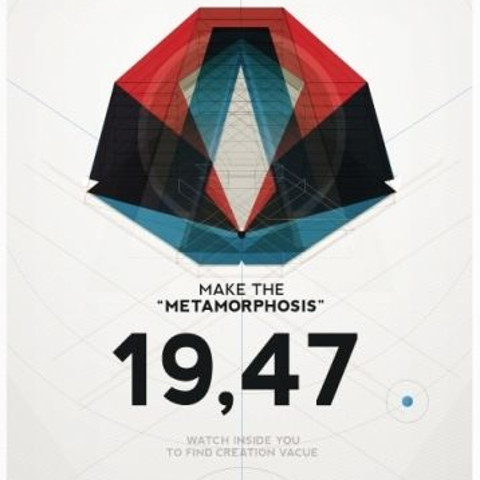 MAKE THE
“METAMORPHOSIS”
19,47
WATCH INSIDE YOU
TO FIND CREATION VACUE